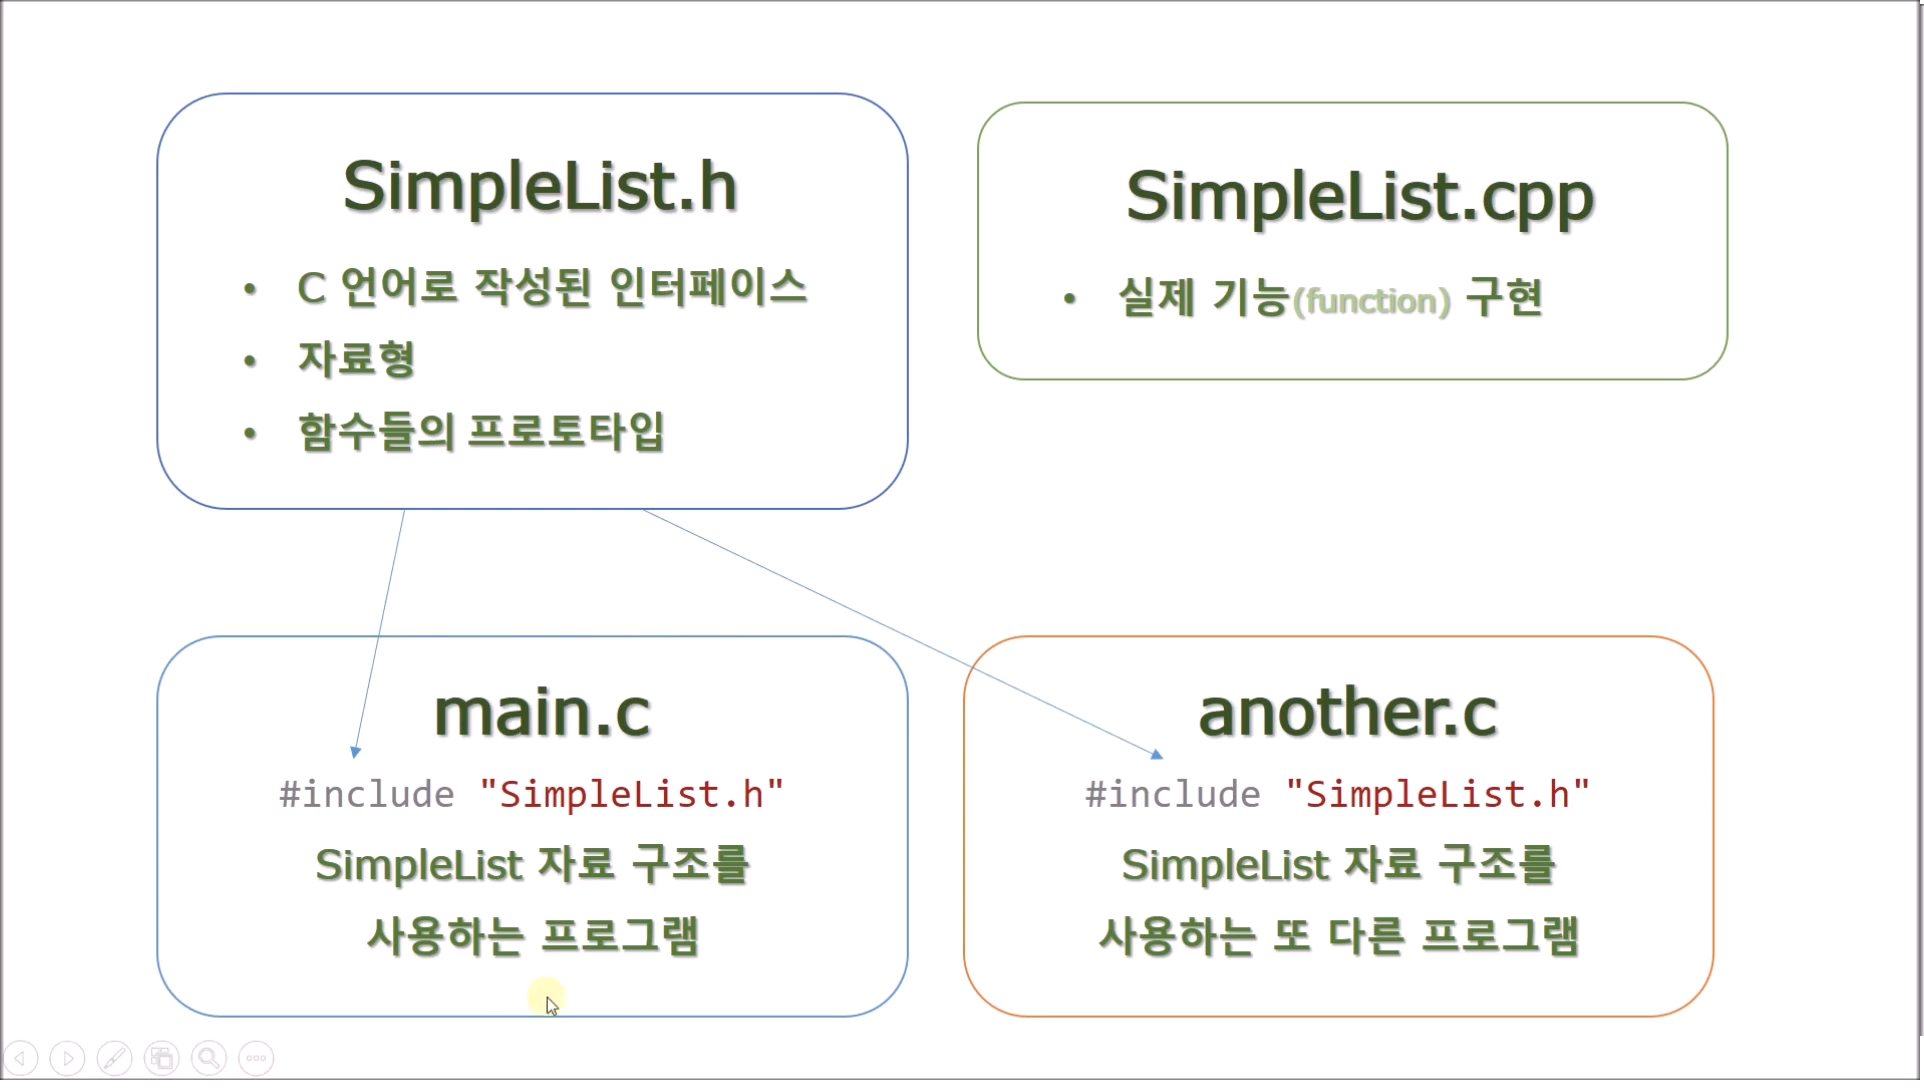 SimpleList.h
• C 언어로 작성된 인터페이스
• 자료형
• 함수들의 프로토타입
SimpleList.cpp
• 실제 기능(function) 구현
main.c
#include "SimpleList.h"
SimpleList 자료 구조를
사용하는 프로그램
another.c
#include "SimpleList.h"
SimpleList 자료 구조를
사용하는 또 다른 프로그램